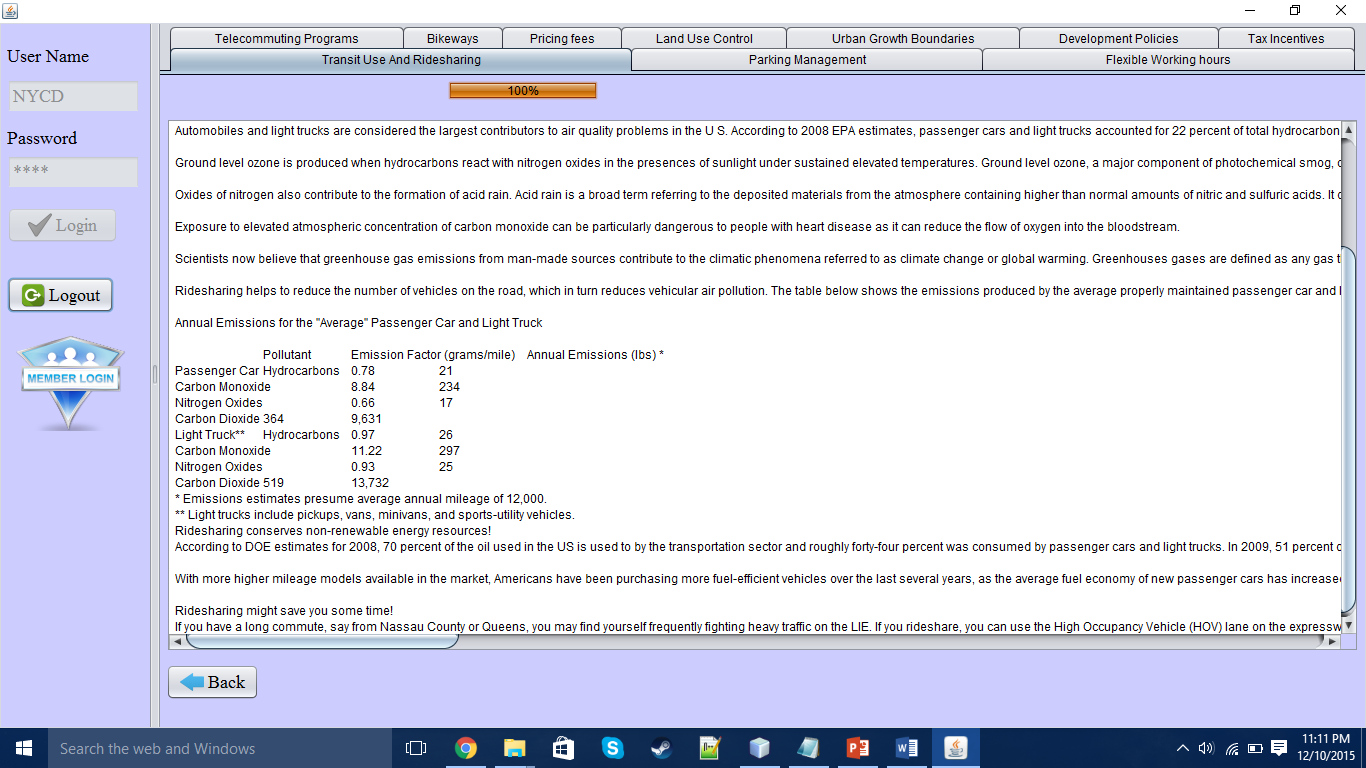 User Name
NYCD
Password
****
Login
Logout
MEMBER LOGIN
Telecommuting Programs Bikeways Pricing fees Land Use Control Urban Growth Boundaries Development Policies Tax Incentives
Transit Use And Ridesharing Parking Management Flexible Working hours
100%
Automobiles and light trucks are considered the largest contributors to air quality problems in the U S. According to 2008 EPA estimates, passenger cars and light trucks accounted for 22 percent of total hydrocarbon
Ground level ozone is produced when hydrocarbons react with nitrogen oxides in the presences of sunlight under sustained elevated temperatures. Ground level ozone, a major component of photochemical smog,
Oxides of nitrogen also contribute to the formation of acid rain. Acid rain is a broad term referring to the deposited materials from the atmosphere containing higher than normal amounts of nitric and sulfuric acids. It
Exposure to elevated atmospheric concentration of carbon monoxide can be particularly dangerous to people with heart disease as it can reduce the flow of oxygen into the bloodstream.
Scientists now believe that greenhouse gas emissions from man-made sources contribute to the climatic phenomena referred to as climate change or global warming. Greenhouses gases are defined as any gas
Ridesharing helps to reduce the number of vehicles on the road, which in turn reduces vehicular air pollution. The table below shows the emissions produced by the average properly maintained passenger car and
Annual Emissions for the "Average" Passenger Car and Light Truck
Pollutant Emission Factor (grams/mile) Annual Emissions (lbs) *
Passenger Car Hydrocarbons 0.78 21
Carbon Monoxide 8.84 234
Nitrogen Oxides 0.66 17
Carbon Dioxide 364 9,631
Light Truck** Hydrocarbons 0.97 26
Carbon Monoxide 11.22 297
Nitrogen Oxides 0.93 25
Carbon Dioxide 519 13,732
* Emissions estimates presume average annual mileage of 12,000.
** Light trucks include pickups, vans, minivans, and sports-utility vehicles.
Ridesharing conserves non-renewable energy resources!
According to DOE estimates for 2008, 70 percent of the oil used in the US is used to by the transportation sector and roughly forty-four percent was consumed by passenger cars and light trucks. In 2009, 51 percent
With more higher mileage models available in the market, Americans have been purchasing more fuel-efficient vehicles over the last several years, as the average fuel economy of new passenger cars has increase
Ridesharing might save you some time!
If you have a long commute, say from Nassau County or Queens, you may find yourself frequently fighting heavy traffic on the LIE. If you rideshare, you can use the High Occupancy Vehicle (HOV) lane on the expressw
Back
Search the web and Windows
11:11 PM
12/10/2015